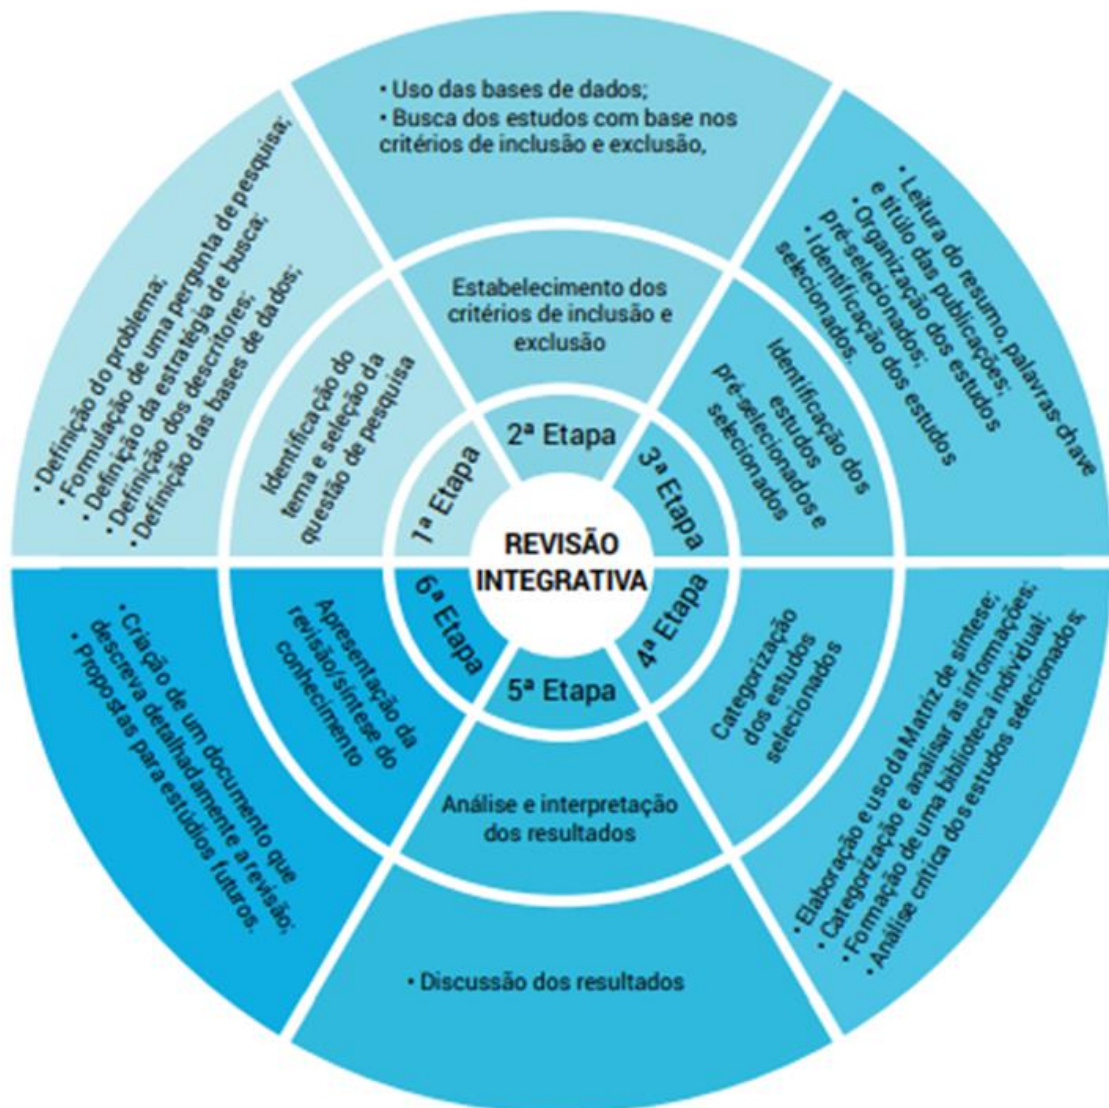 REVISÃO
INTEGRATIVA
1ª Etapa
Identificação do
tema e seleção da
questão de pesquisa
• Definição do problema;
• Formulação de uma pergunta de pesquisa;
• Definição da estratégia de busca;
• Definição dos descritores;
• Definição das bases de dados;
2ª Etapa
Estabelecimento dos
critérios de inclusão e
exclusão
• Uso das bases de dados;
• Busca dos estudos com base nos
critérios de inclusão e exclusão,
3ª Etapa
Identificação dos
estudos
pré-selecionados e
selecionados
• Leitura do resumo, palavras-chave
e titúlo das publicações;
• Organização dos estudos
pré-selecionados;
• Identificação dos estudos
selecionados.
4ª Etapa
Categorização
dos estudos
selecionados
• Elaboração e uso da Matriz de síntese;
• Categorização e analisar as informações;
• Formação de uma biblioteca individual;
• Análise crítica dos estudos selecionados;
5ª Etapa
Análise e interpretação
dos resultados
• Discussão dos resultados
6ª Etapa
Apresentação da
revisão/síntese do
conhecimento
• Criação de um documento que
descreva detalhadamente a revisão;
• Propostas para estúdios futuros.